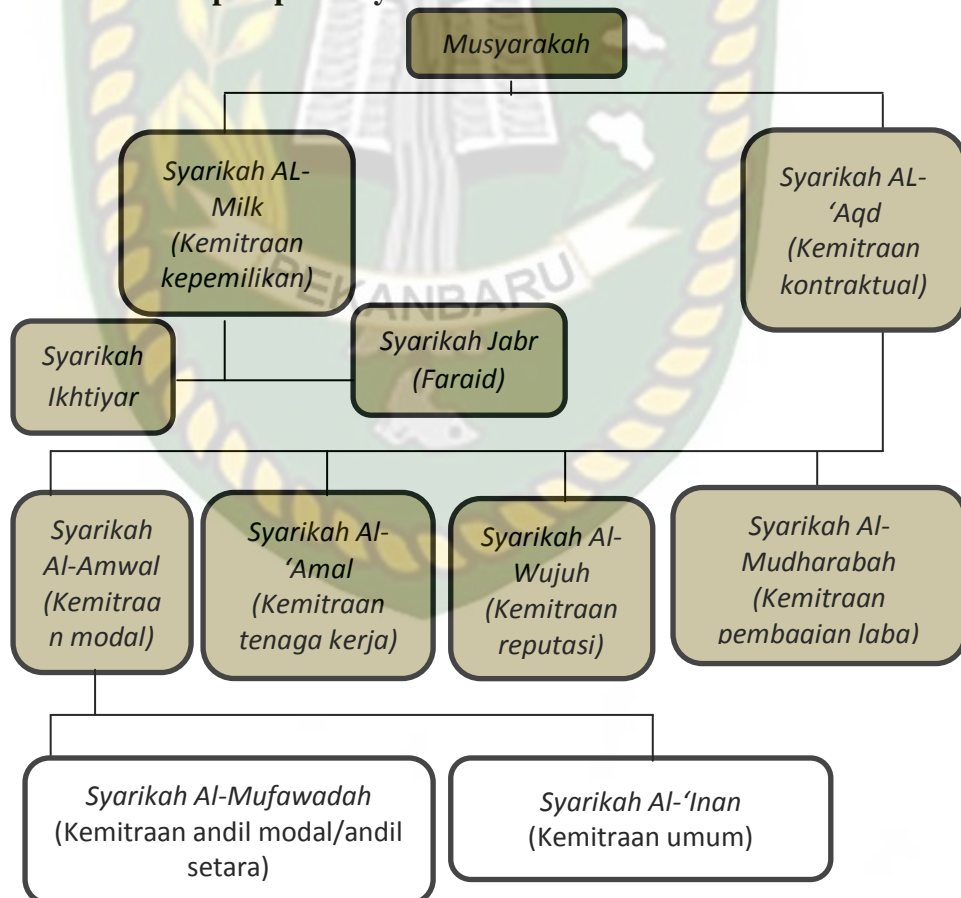 Musyarakah
Syarikah AL-
Milk
(Kemitraan
kepemilikan)
Syarikah AL-
‘Aqd
(Kemitraan
kontraktual)
PEKANBARU
Syarikah
Ikhtiyar
Syarikah Jabr
(Faraid)
Syarikah
Al-Amwal
(Kemitraa
n modal)
Syarikah Al-
‘Amal
(Kemitraan
tenaga kerja)
Syarikah Al-
Wujuh
(Kemitraan
reputasi)
Syarikah Al-
Mudharabah
(Kemitraan
pembagian laba)
Syarikah Al-Mufawadah
(Kemitraan andil modal/andil
setara)
Syarikah Al-‘Inan
(Kemitraan umum)